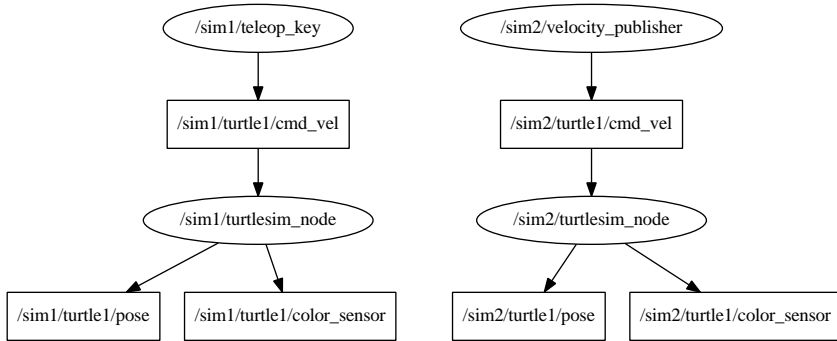 /sim1/teleop_key
/sim2/velocity_publisher
/sim1/turtle1/cmd_vel
/sim2/turtle1/cmd_vel
/sim1/turtlesim_node
/sim2/turtlesim_node
/sim1/turtle1/pose
/sim1/turtle1/color_sensor
/sim2/turtle1/pose
/sim2/turtle1/color_sensor